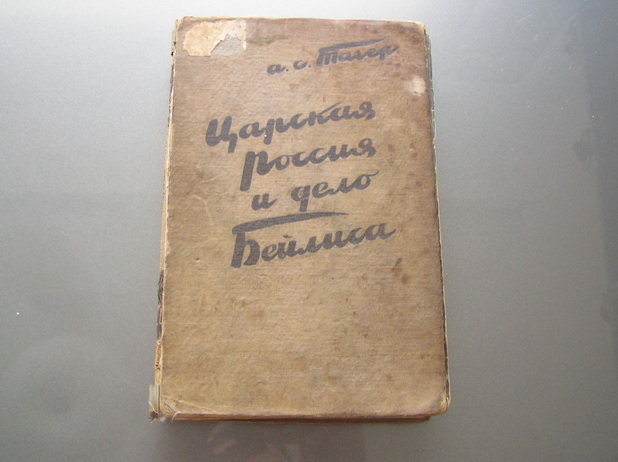 а. с. Тагер
Царская
Россия
и дело
Бейлиса